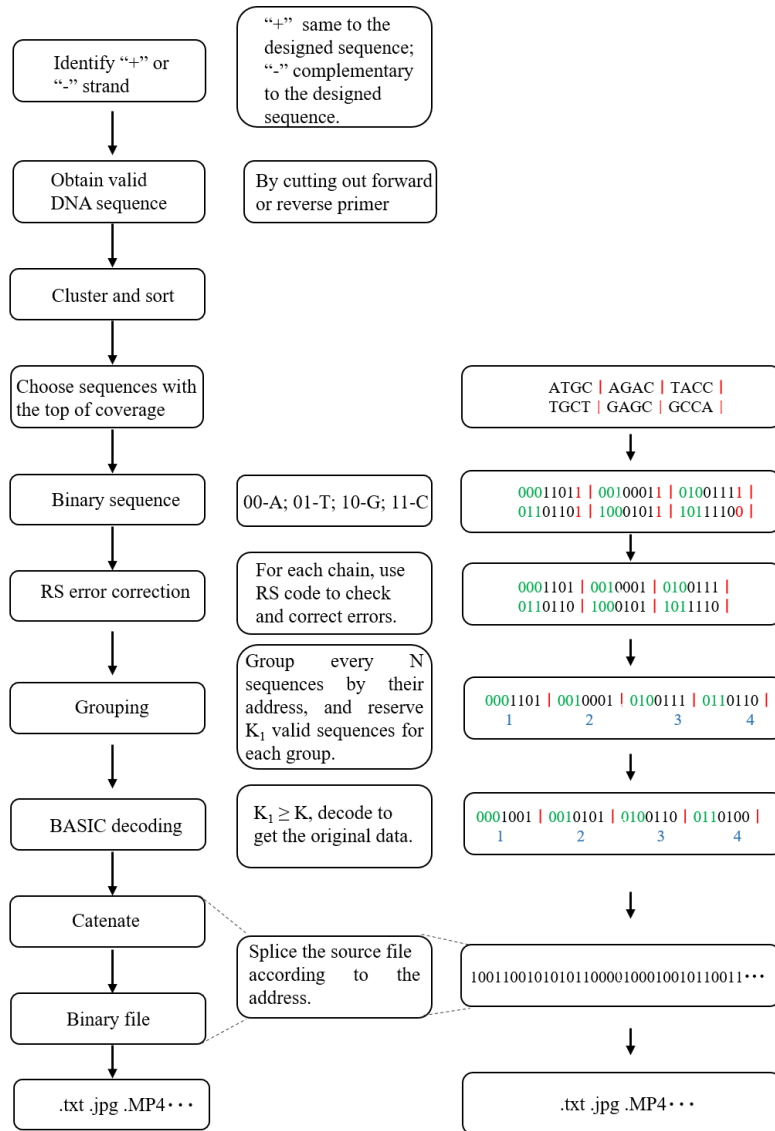 Identify “+” or
“-” strand
“+” same to the
designed sequence;
“-” complementary
to the designed
sequence.
Obtain valid
DNA sequence
By cutting out forward
or reverse primer
Cluster and sort
Choose sequences with
the top of coverage
ATGC | AGAC | TACC |
TGCT | GAGC | GCCA |
Binary sequence
00-A; 01-T; 10-G; 11-C
00011011 | 00100011 | 01001111 |
01101101 | 10001011 | 10111100 |
RS error correction
For each chain, use
RS code to check
and correct errors.
0001101 | 0010001 | 0100111 |
0110110 | 1000101 | 1011110 |
Grouping
Group every N
sequences by their
address, and reserve
K₁ valid sequences for
each group.
0001101 | 0010001 | 0100111 | 0110110 |
1 2 3 4
BASIC decoding
K₁ ≥ K, decode to
get the original data.
0001001 | 0010101 | 0100110 | 0110100 |
1 2 3 4
Catenate
Splice the source file
according to the
address.
10011001010101100001000100101 10011···
Binary file
.txt .jpg .MP4···
.txt .jpg .MP4···